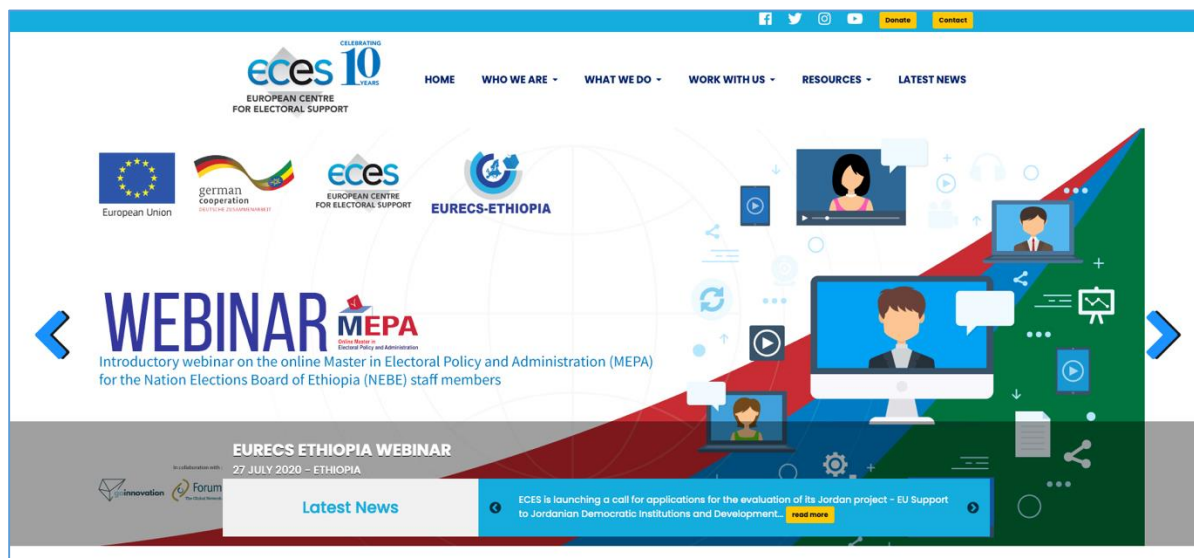 Donate Contact
CELEBRATING
eces 10
YEARS
EUROPEAN CENTRE
FOR ELECTORAL SUPPORT
HOME WHO WE ARE WHAT WE DO WORK WITH US RESOURCES LATEST NEWS
European Union
german
cooperation
DEUTSCHE ZUSAMMENARBEIT
eces
EUROPEAN CENTRE
FOR ELECTORAL SUPPORT
EURECS-ETHIOPIA
WEBINAR
MEPA
Online Master in
Electoral Policy and Administration
Introductory webinar on the online Master in Electoral Policy and Administration (MEPA)
for the Nation Elections Board of Ethiopia (NEBE) staff members
EURECS ETHIOPIA WEBINAR
27 JULY 2020 - ETHIOPIA
In collaboration with
goinnovation
Forum
The Global Network
Latest News
ECES is launching a call for applications for the evaluation of its Jordan project - EU Support
to Jordanian Democratic Institutions and Development... read more